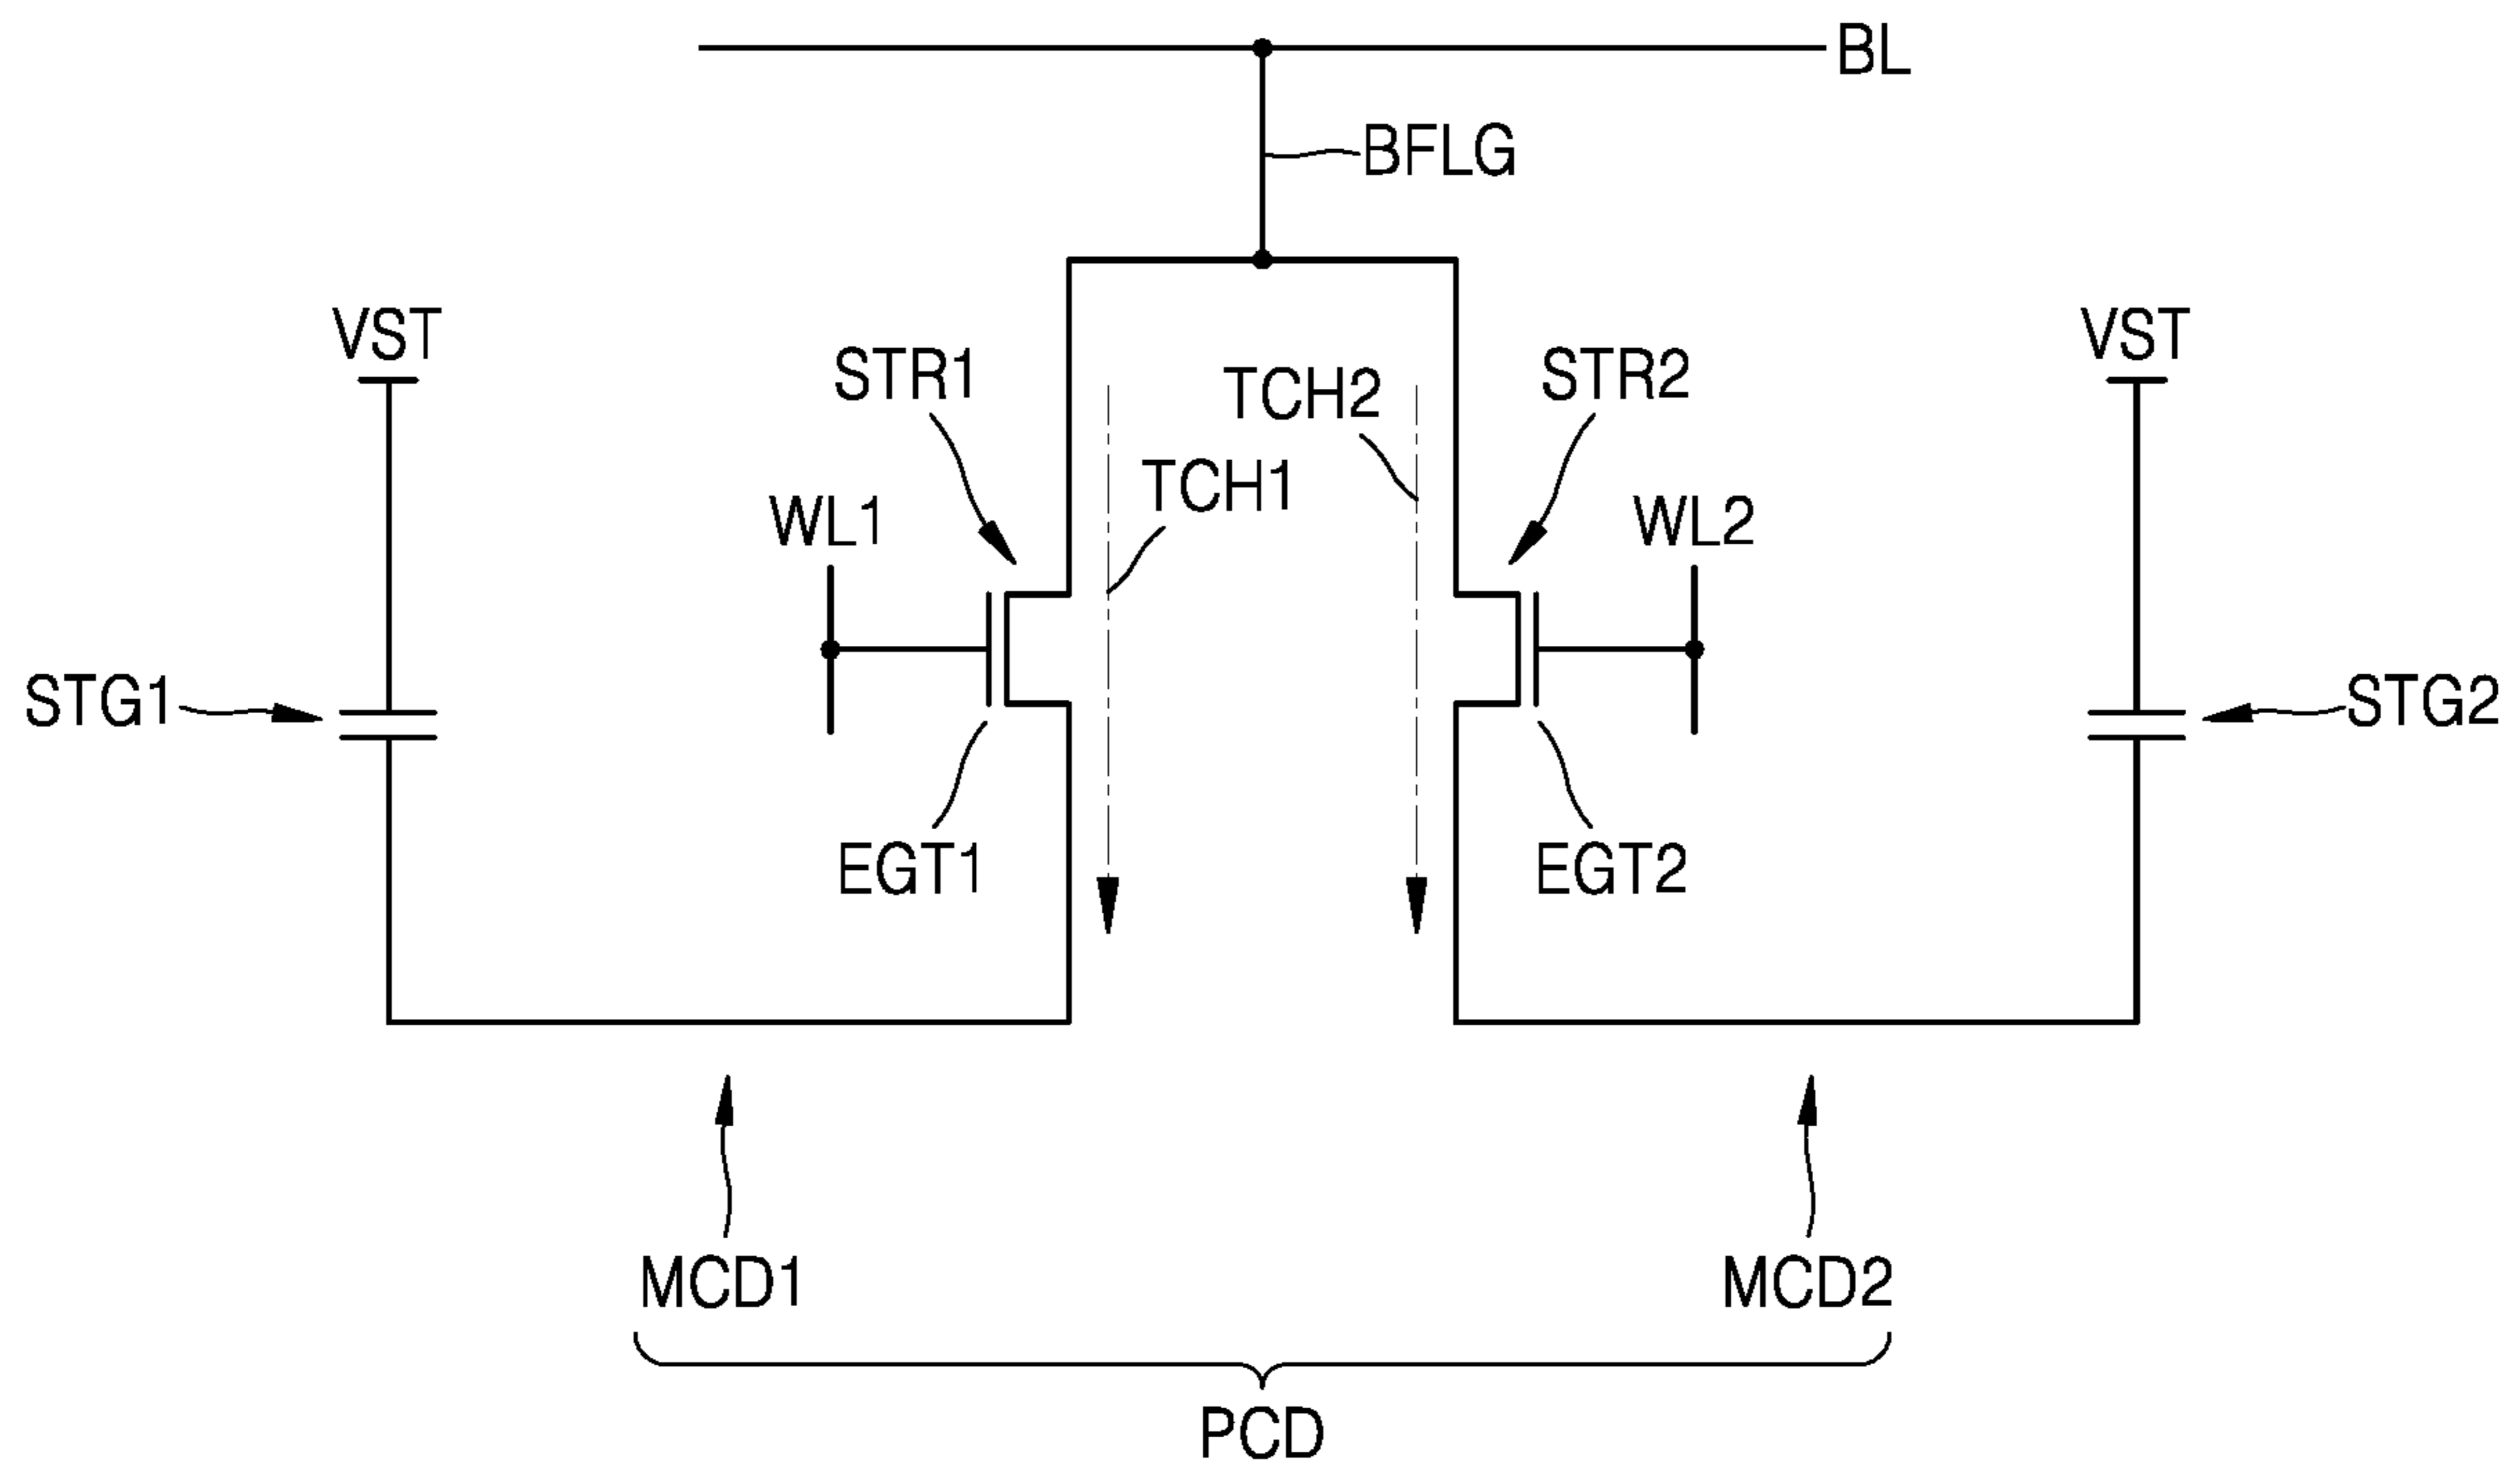 BL
BFLG
VST
VST
STR1
TCH2
STR2
TCH1
WL1
WL2
STG1
STG2
EGT1
EGT2
MCD1
MCD2
PCD